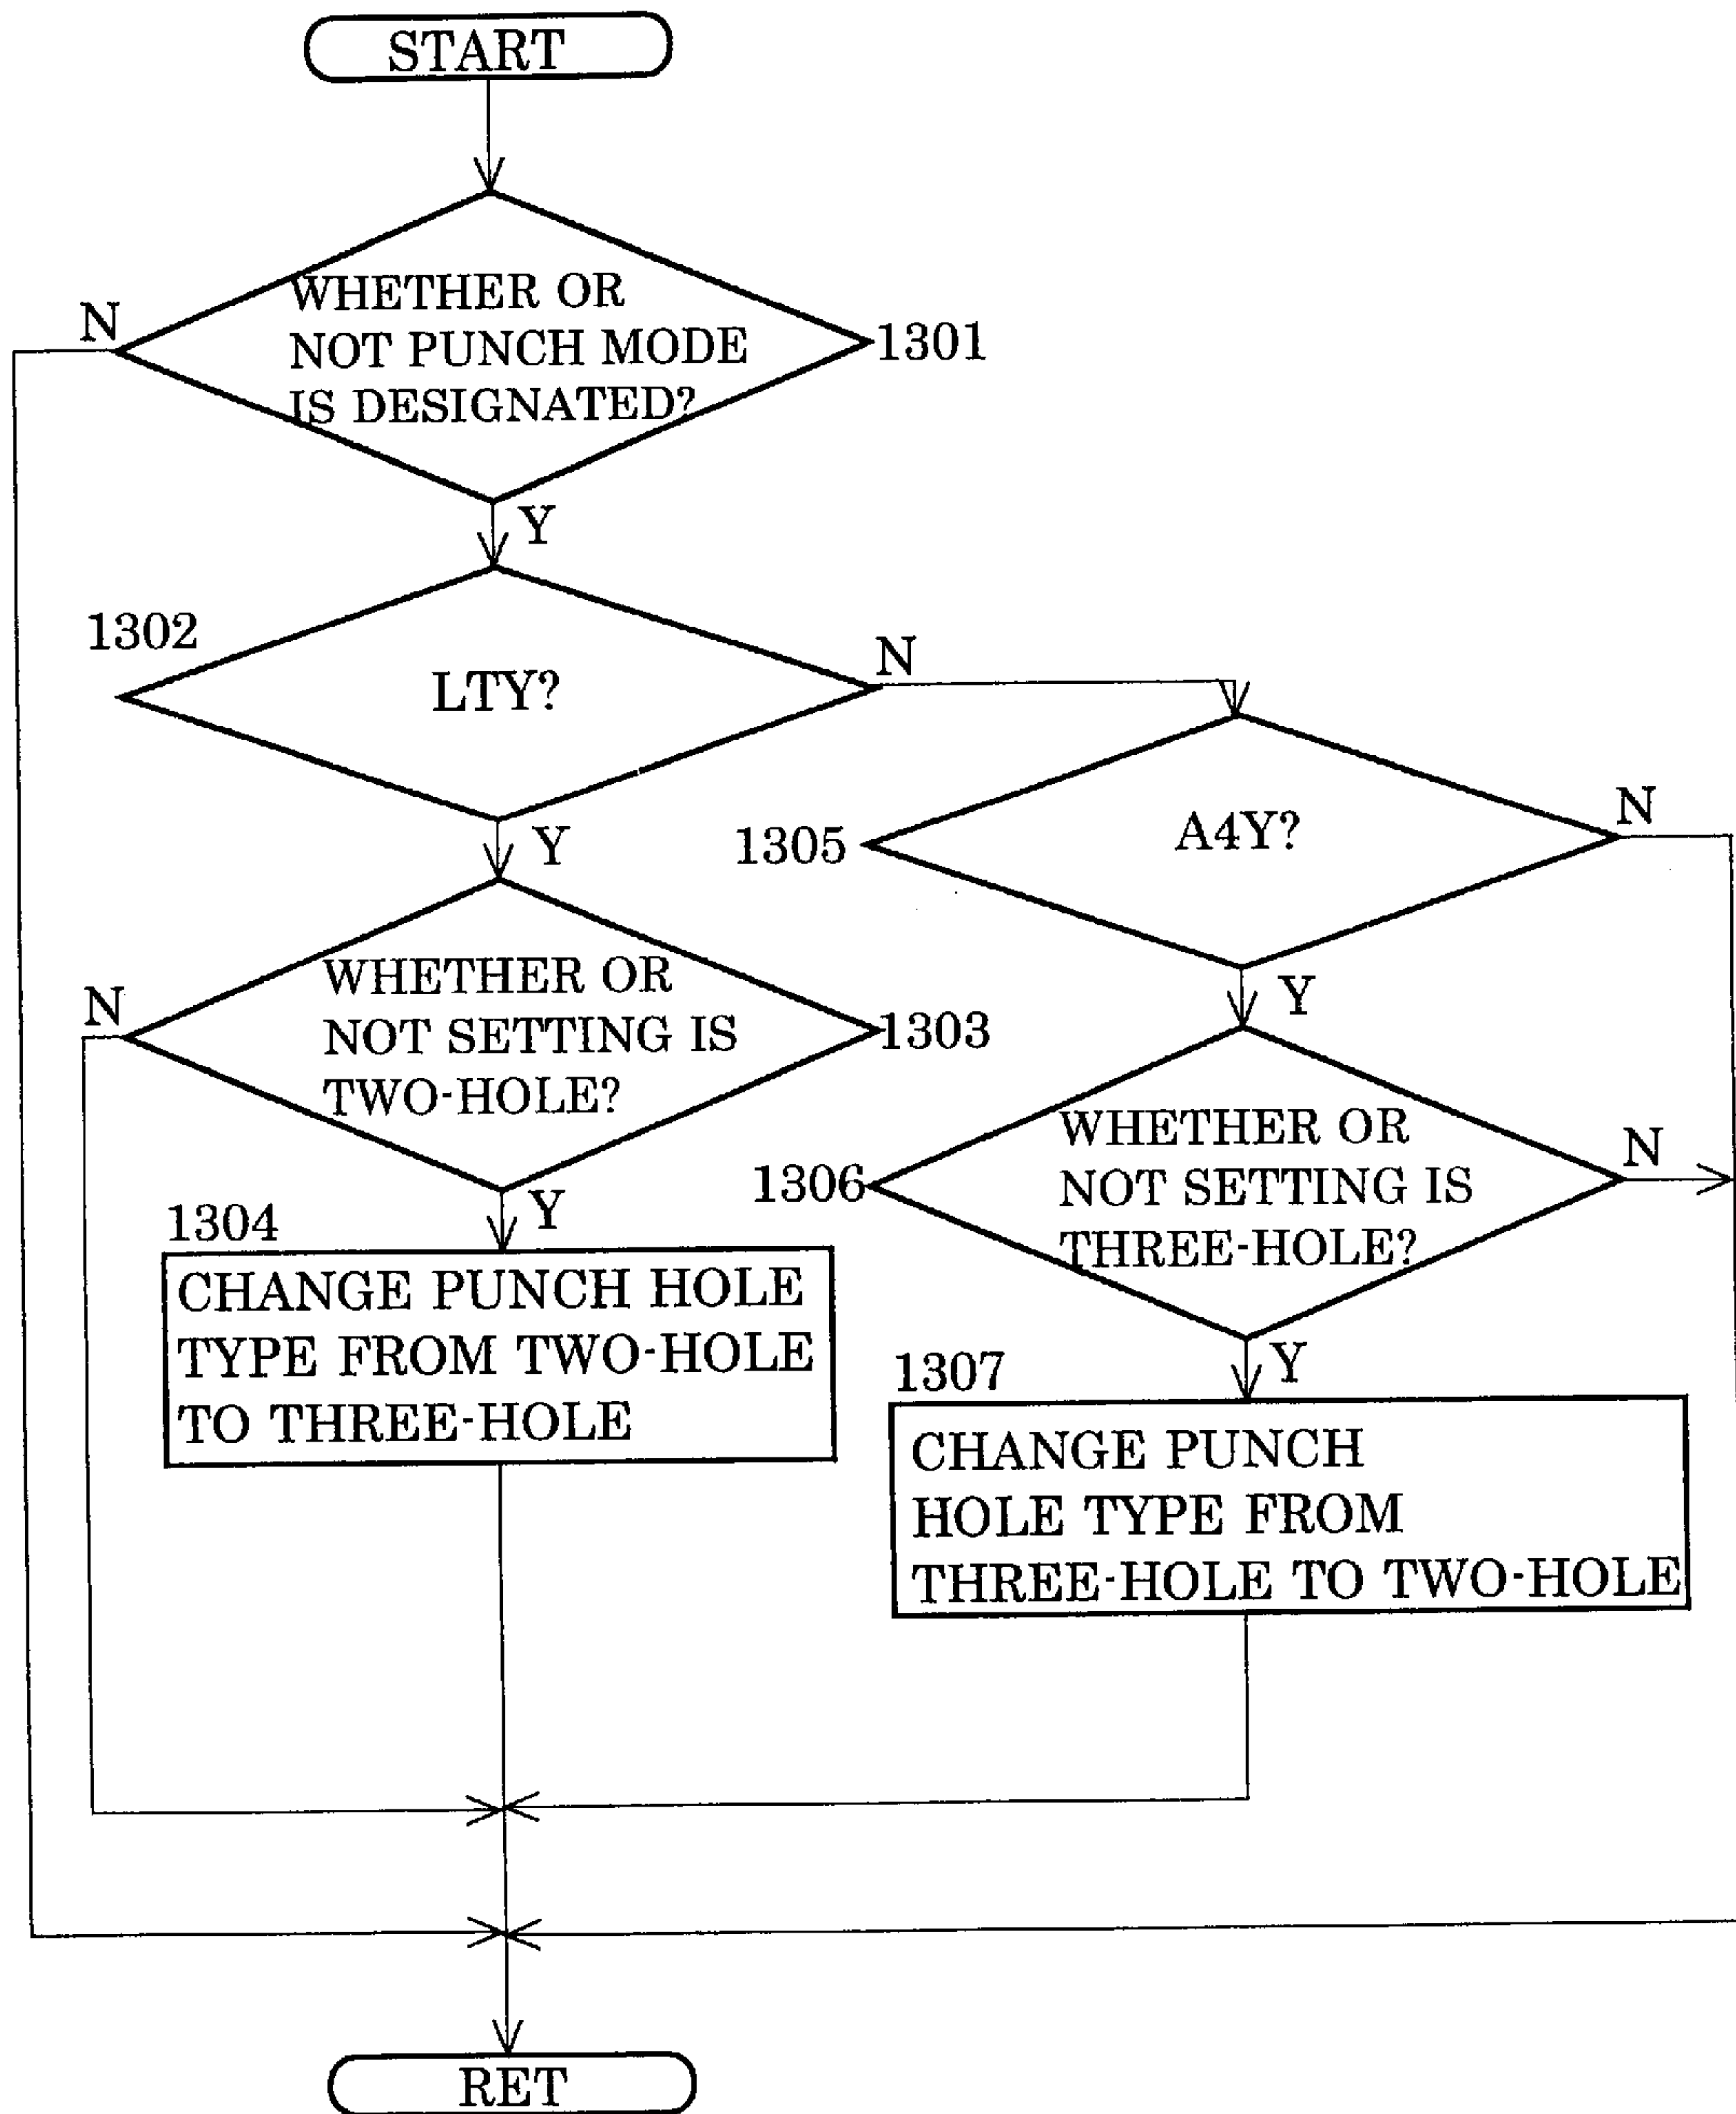 START
WHETHER OR
NOT PUNCH MODE
IS DESIGNATED?
N
1301
Y
1302
LTY?
N
Y
1305
A4Y?
N
Y
WHETHER OR
NOT SETTING IS
TWO-HOLE?
N
1303
Y
1306
WHETHER OR
NOT SETTING IS
THREE-HOLE?
N
Y
1304
CHANGE PUNCH HOLE
TYPE FROM TWO-HOLE
TO THREE-HOLE
1307
CHANGE PUNCH
HOLE TYPE FROM
THREE-HOLE TO TWO-HOLE
RET